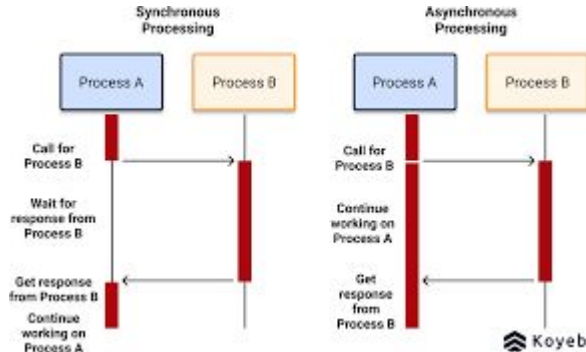 Synchronous
Processing
Process A
Process B
Call for
Process B
Wait for
response from
Process B
Get response
from Process B
Continue
working on
Process A
Asynchronous
Processing
Process A
Process B
Call for
Process B
Continue
working on
Process A
Get
response
from
Process B
Koyeb